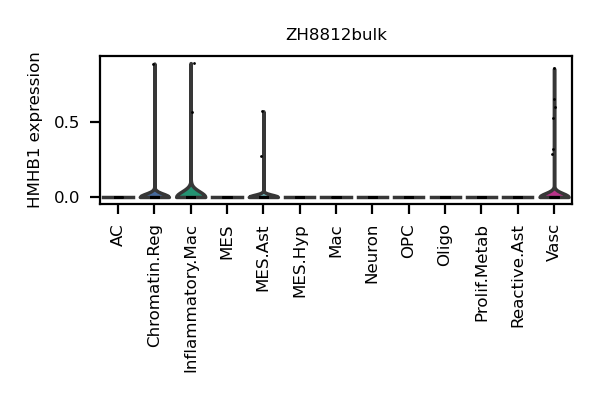 ZH8812bulk
HMHB1 expression
0.5
0.0
AC
Chromatin.Reg
Inflammatory.Mac
MES
MES.Ast
MES.Hyp
Mac
Neuron
OPC
Oligo
Prolif.Metab
Reactive.Ast
Vasc